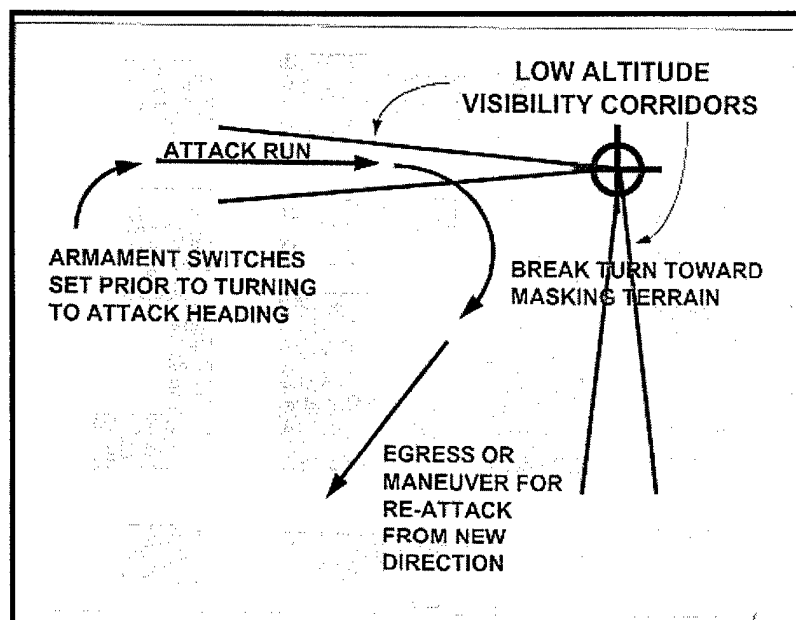 LOW ALTITUDE
VISIBILITY CORRIDORS
ATTACK RUN
ARMAMENT SWITCHES
SET PRIOR TO TURNING
TO ATTACK HEADING
BREAK TURN TOWARD
MASKING TERRAIN
EGRESS OR
MANEUVER FOR
RE-ATTACK
FROM NEW
DIRECTION